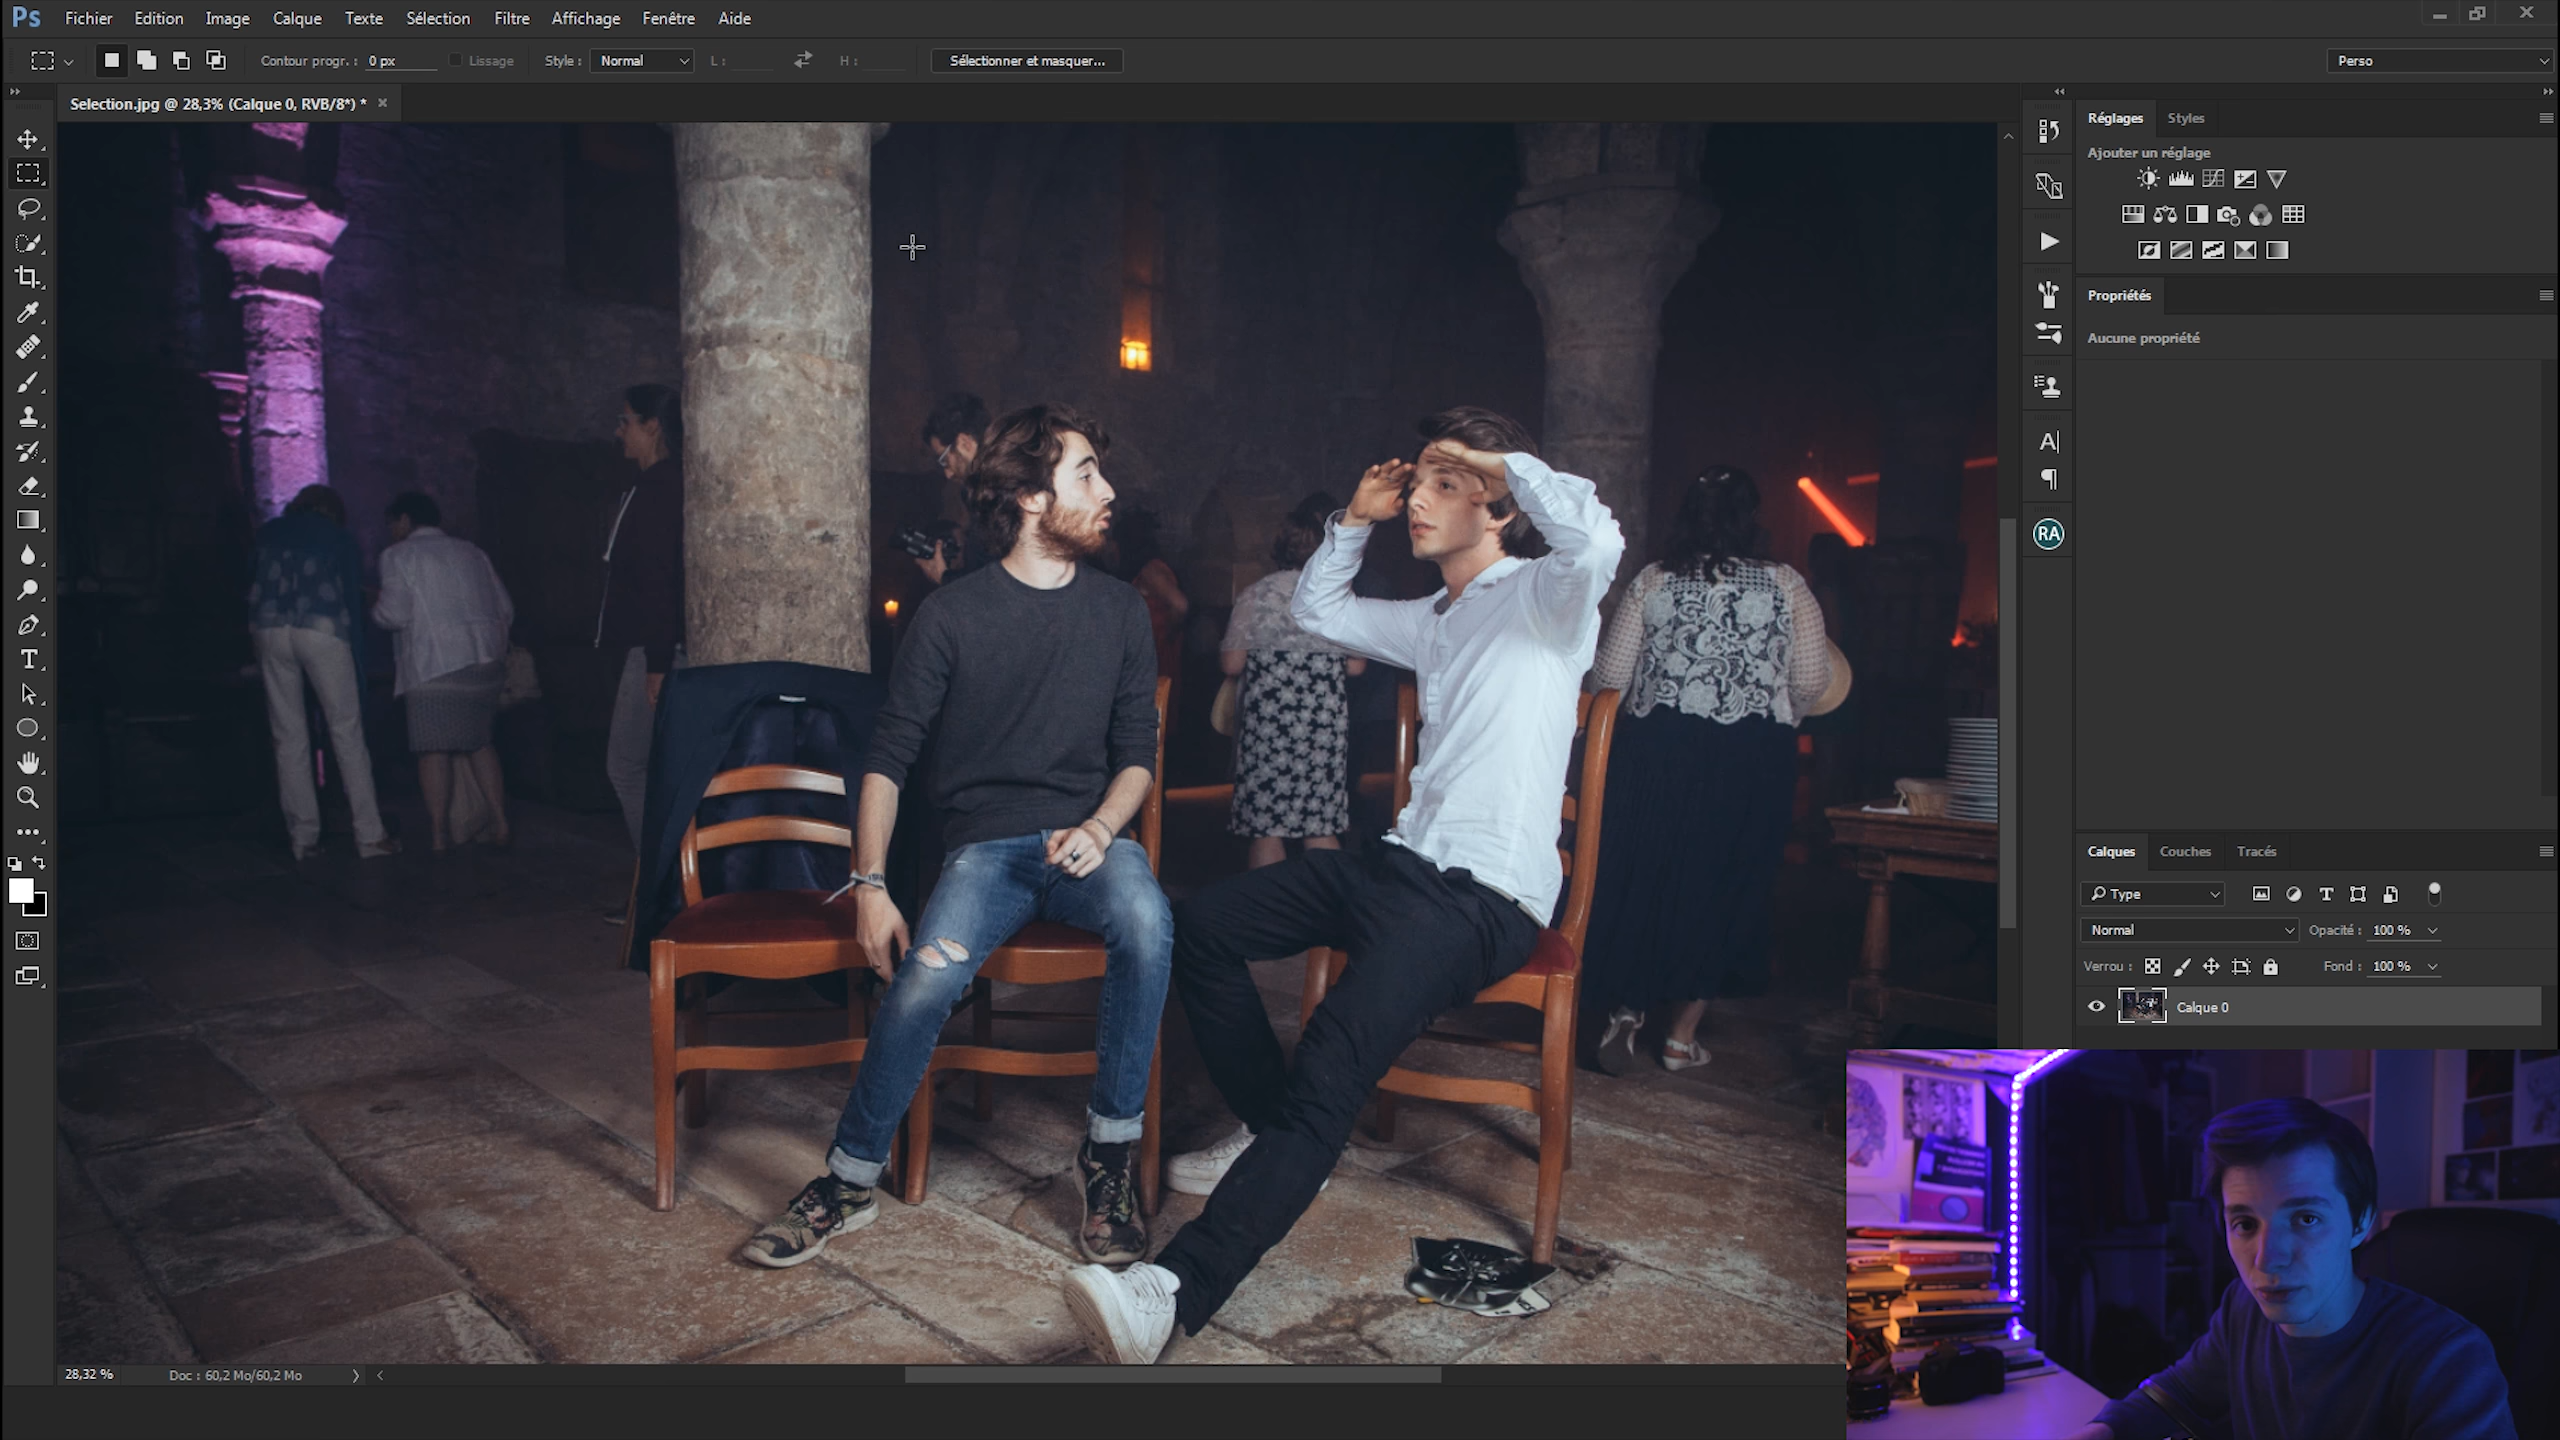 Ps Fichier Edition Image Calque Texte Sélection Filtre Affichage Fenêtre Aide
Contour progr. : 0 px Lissage Style : Normal L : H : Sélectionner et masquer... Perso
Selection.jpg @ 28,3% (Calque 0, RVB/8*) *
Réglages Styles
Ajouter un réglage
Propriétés
Aucune propriété
A
RA
T
Calques Couches Tracés
Type T
Normal Opacité : 100 %
Verrou : Fond : 100 %
Calque 0
28,32 % Doc : 60,2 Mo/60,2 Mo